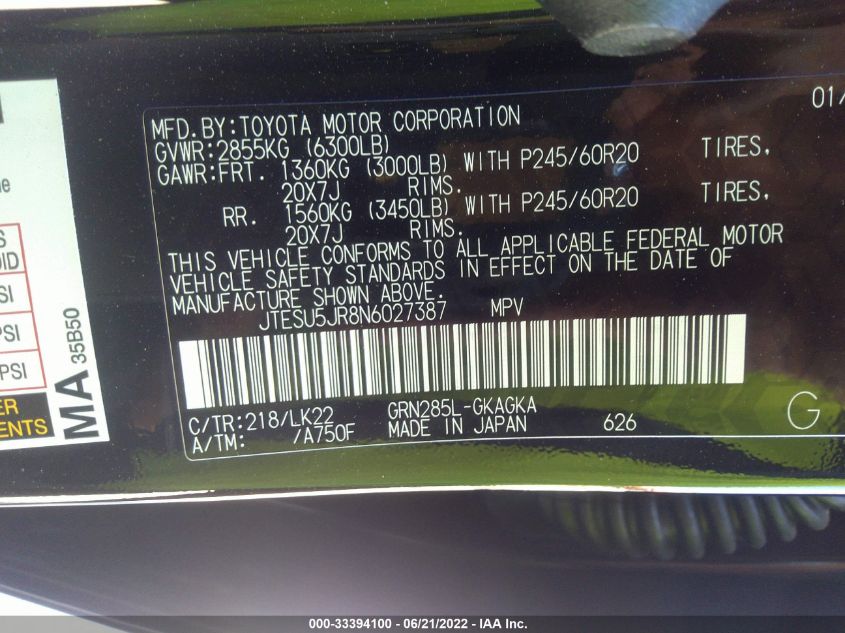 01/
MFD.BY:TOYOTA MOTOR CORPORATION
GVWR:2855KG (6300LB)
GAWR:FRT. 1360KG (3000LB) WITH P245/60R20 TIRES,
20X7J RIMS.
RR. 1560KG (3450LB) WITH P245/60R20 TIRES,
20X7J RIMS.
THIS VEHICLE CONFORMS TO ALL APPLICABLE FEDERAL MOTOR
VEHICLE SAFETY STANDARDS IN EFFECT ON THE DATE OF
MANUFACTURE SHOWN ABOVE.
JTESU5JR8N6027387 MPV
C/TR:218/LK22 GRN285L-GKAGKA
A/TM: /A750F MADE IN JAPAN 626 G
MA 35B50
000-33394100 - 06/21/2022 - IAA Inc.